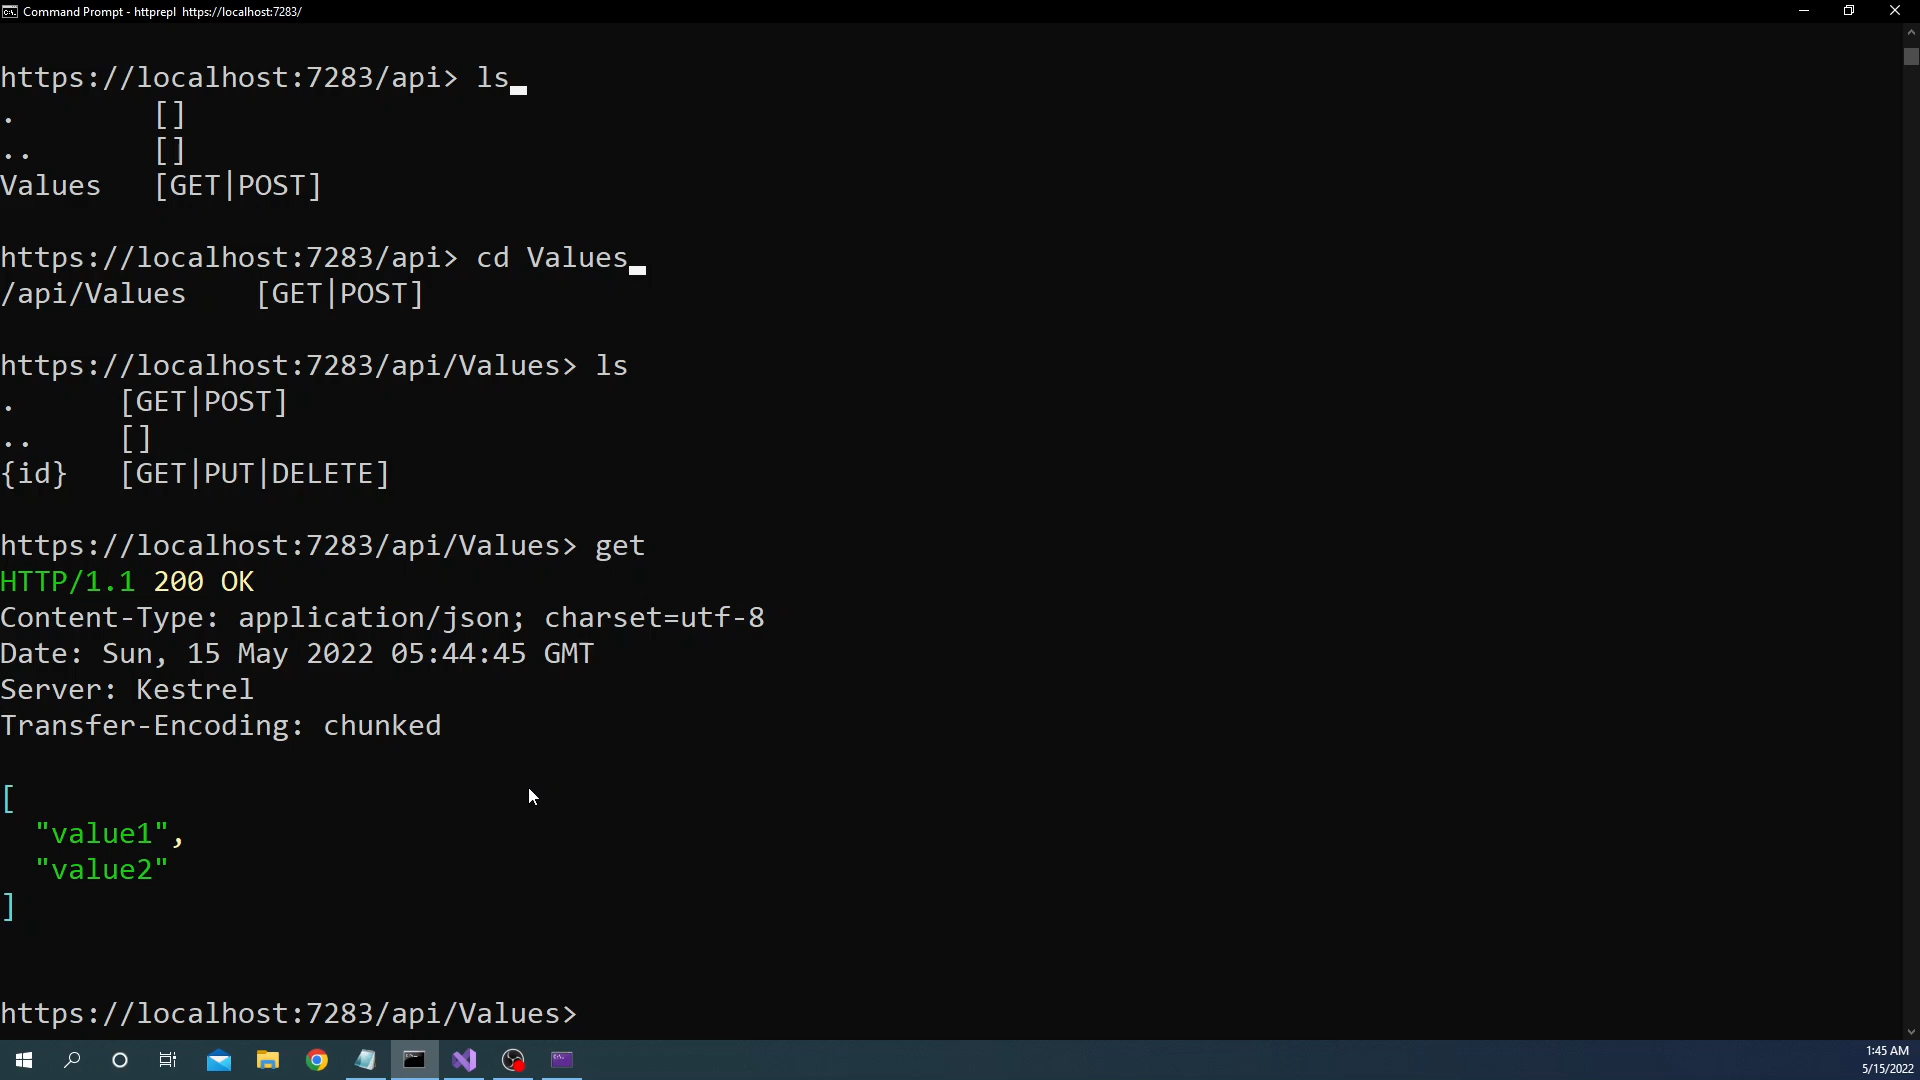 Command Prompt - httprepl  https://localhost:7283/
https://localhost:7283/api> ls
.        []
..       []
Values   [GET|POST]
https://localhost:7283/api> cd Values
/api/Values    [GET|POST]
https://localhost:7283/api/Values> ls
.      [GET|POST]
..     []
{id}   [GET|PUT|DELETE]
https://localhost:7283/api/Values> get
HTTP/1.1 200 OK
Content-Type: application/json; charset=utf-8
Date: Sun, 15 May 2022 05:44:45 GMT
Server: Kestrel
Transfer-Encoding: chunked
[
  "value1",
  "value2"
]
https://localhost:7283/api/Values>
1:45 AM
5/15/2022